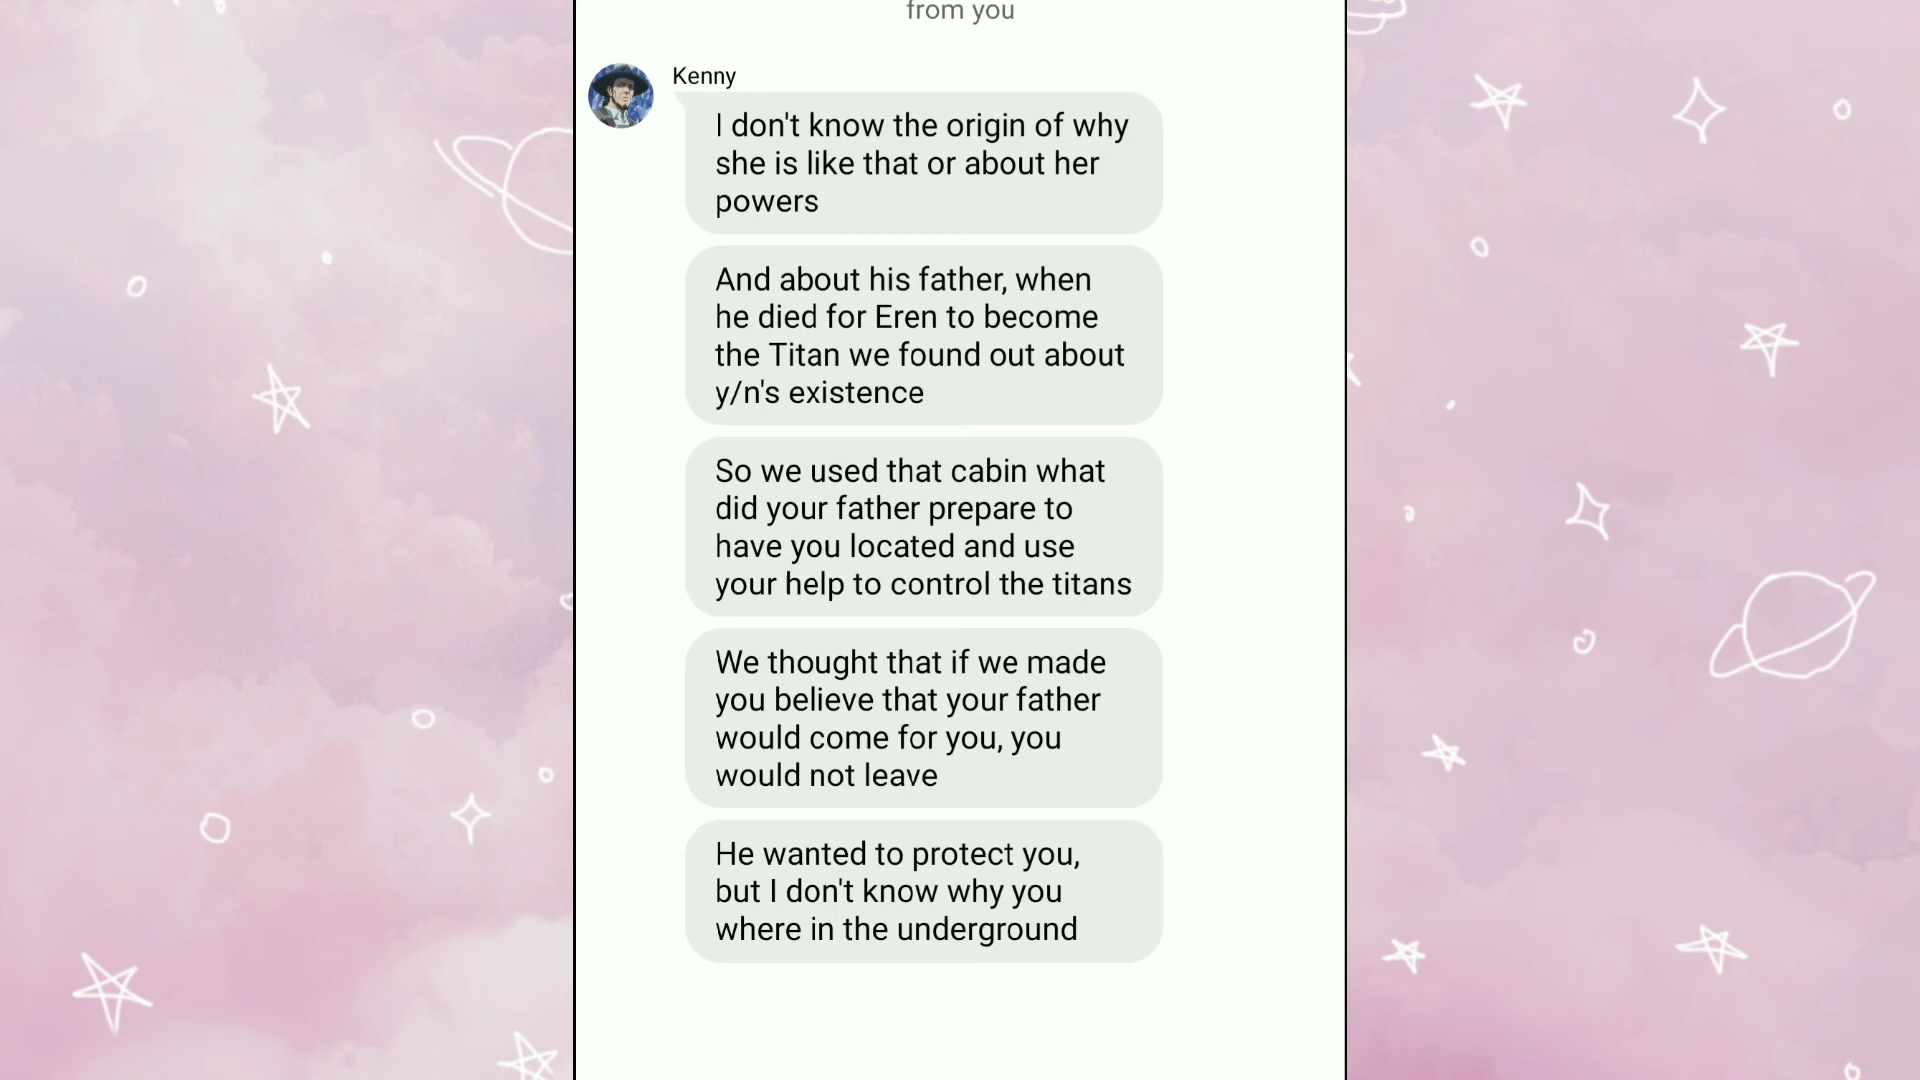 from you
Kenny
I don't know the origin of why
she is like that or about her
powers
And about his father, when
he died for Eren to become
the Titan we found out about
y/n's existence
So we used that cabin what
did your father prepare to
have you located and use
your help to control the titans
We thought that if we made
you believe that your father
would come for you, you
would not leave
He wanted to protect you,
but I don't know why you
where in the underground